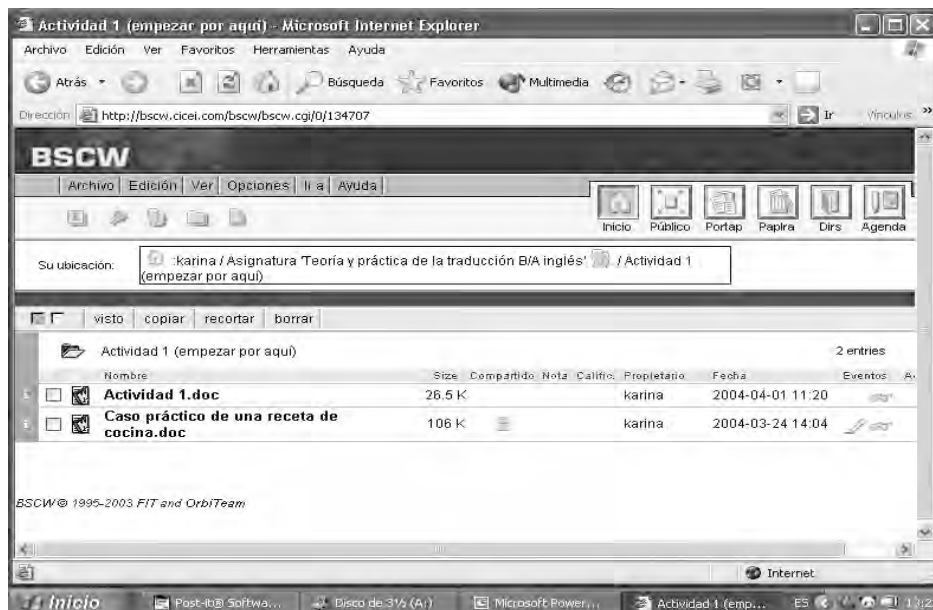 Actividad 1 (empezar por aquí) - Microsoft Internet Explorer
Archivo Edición Ver Favoritos Herramientas Ayuda
Atrás Búsqueda Favoritos Multimedia
Dirección http://bscw.cicei.com/bscw/bscw.cgi/0/134707 Ir Vínculos »
BSCW
Archivo Edición Ver Opciones Ir a Ayuda
Inicio Público Portap Papira Dirs Agenda
Su ubicación: :karina / Asignatura 'Teoría y práctica de la traducción B/A inglés' / Actividad 1
(empezar por aquí)
visto copiar recortar borrar
Actividad 1 (empezar por aquí) 2 entries
Nombre Size Compartido Nota Califíc. Propietario Fecha Eventos
Actividad 1.doc 26.5 K karina 2004-04-01 11:20
Caso práctico de una receta de
cocina.doc 106 K karina 2004-03-24 14:04
BSCW © 1995-2003 FIT and OrbiTeam
Internet
Inicio Post-it® Softwa... Disco de 3½ (A:) Microsoft Power... Actividad 1 (emp... ES